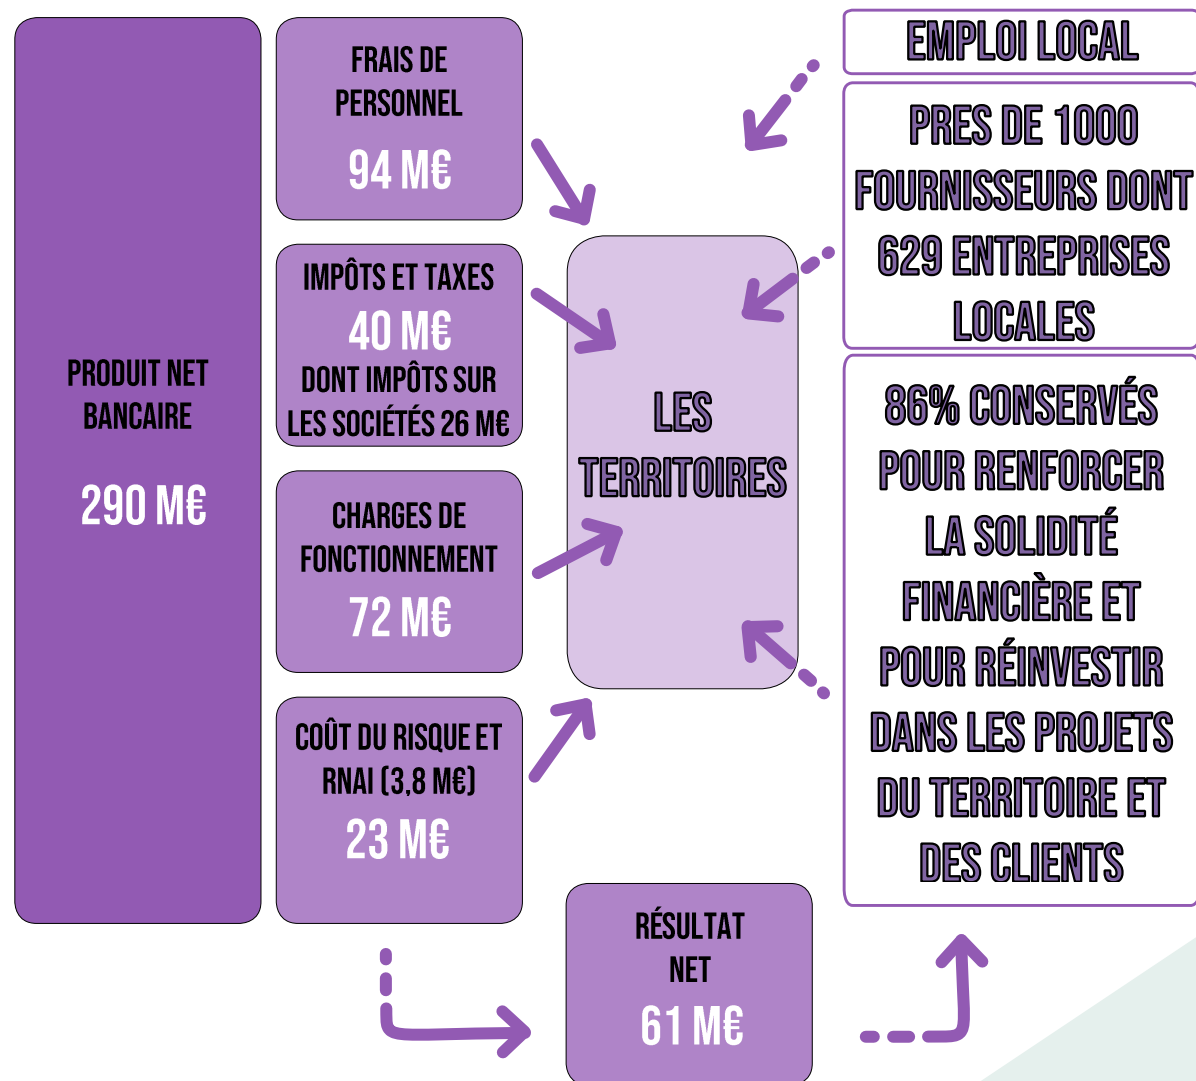 PRODUIT NET
BANCAIRE
290 M€
FRAIS DE
PERSONNEL
94 M€
IMPÔTS ET TAXES
40 M€
DONT IMPÔTS SUR
LES SOCIÉTÉS 26 M€
CHARGES DE
FONCTIONNEMENT
72 M€
COÛT DU RISQUE ET
RNAI (3,8 M€)
23 M€
LES
TERRITOIRES
RÉSULTAT
NET
61 M€
EMPLOI LOCAL
PRES DE 1000
FOURNISSEURS DONT
629 ENTREPRISES
LOCALES
86% CONSERVÉS
POUR RENFORCER
LA SOLIDITÉ
FINANCIÈRE ET
POUR RÉINVESTIR
DANS LES PROJETS
DU TERRITOIRE ET
DES CLIENTS